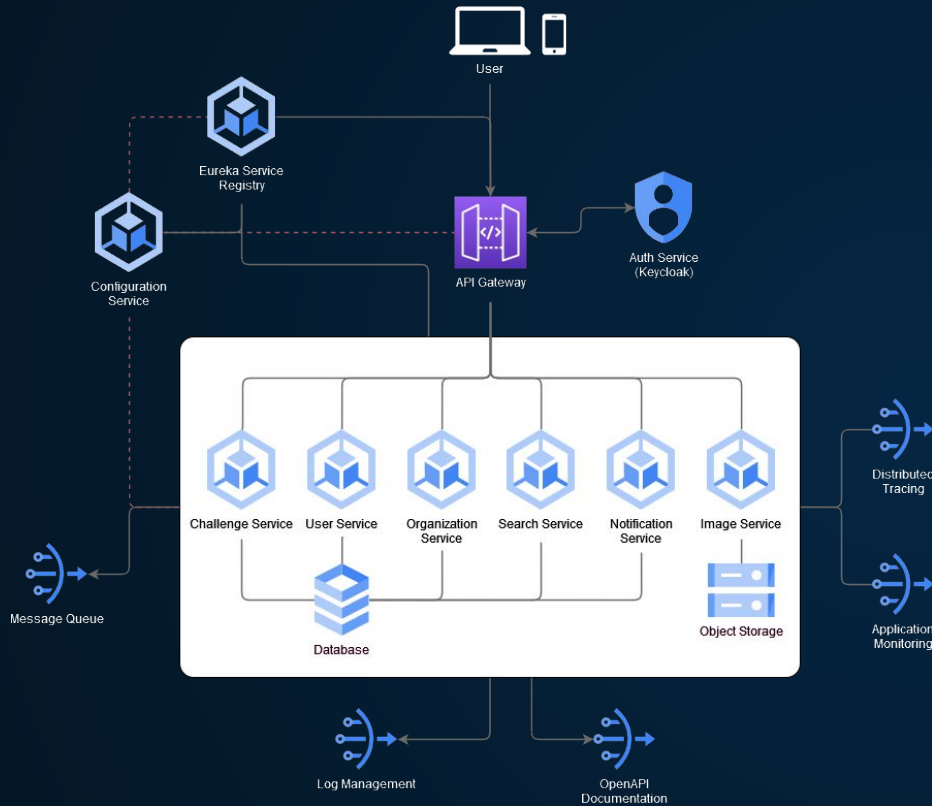 User
Eureka Service
Registry
Configuration
Service
</>
API Gateway
Auth Service
(Keycloak)
Challenge Service
User Service
Organization
Service
Search Service
Notification
Service
Image Service
Distributed
Tracing
Message Queue
Database
Object Storage
Application
Monitoring
Log Management
OpenAPI
Documentation